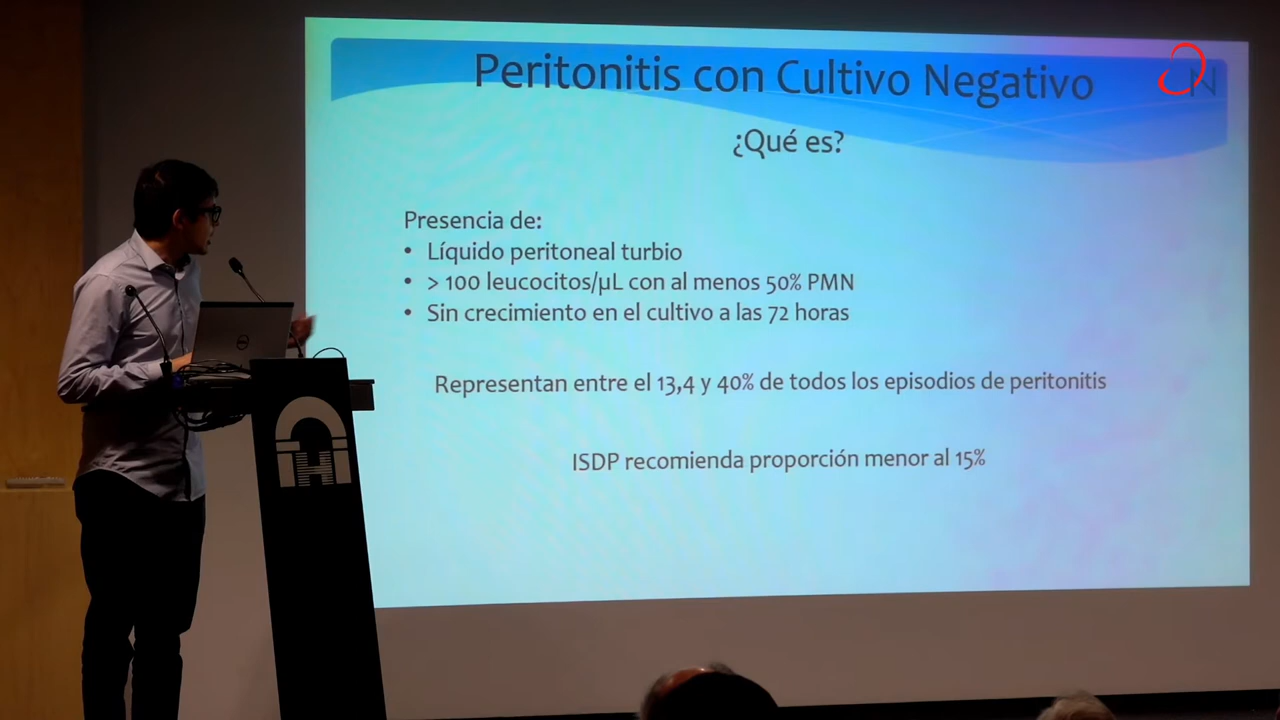 Peritonitis con Cultivo Negativo
¿Qué es?
Presencia de:
• Líquido peritoneal turbio
• > 100 leucocitos/µL con al menos 50% PMN
• Sin crecimiento en el cultivo a las 72 horas
Representan entre el 13,4 y 40% de todos los episodios de peritonitis
ISDP recomienda proporción menor al 15%